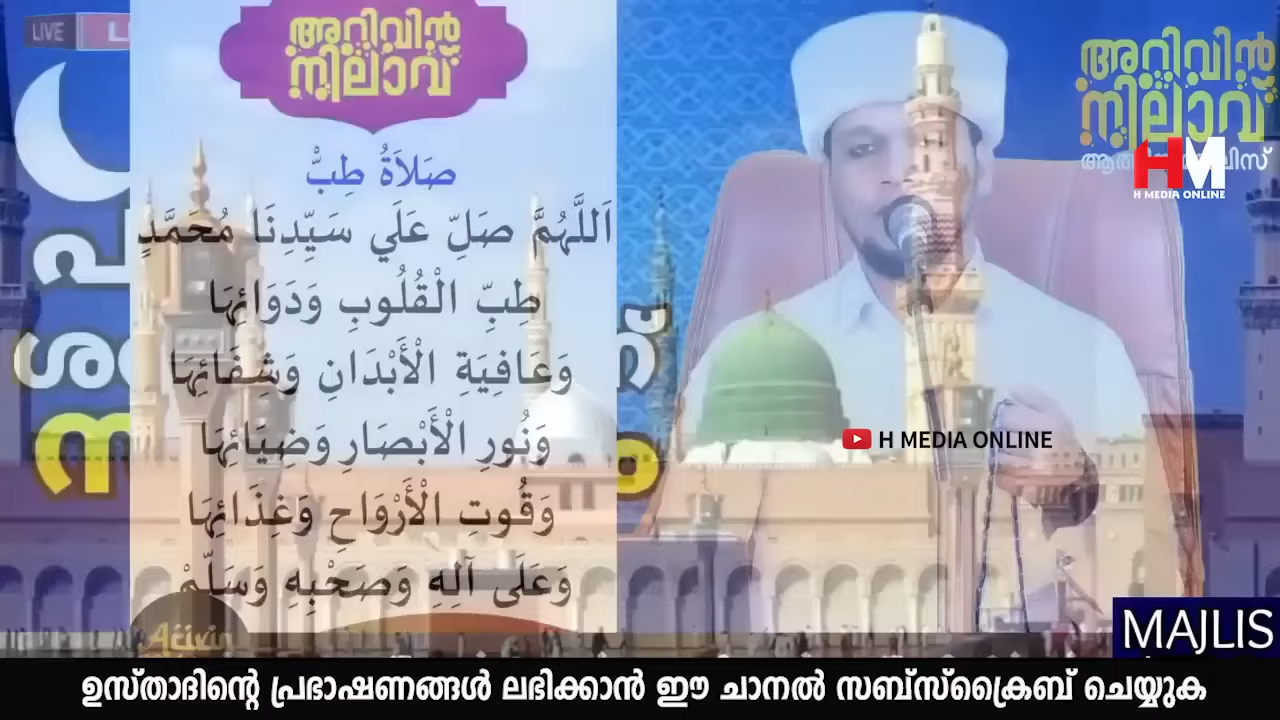 LIVE
അറിവിൻ
നിലാവ്
صَلَاةُ طِبّْ
اَللَّهُمَّ صَلِّ عَلَي سَيِّدِنَا مُحَمَّدٍ
طِبِّ الْقُلُوبِ وَدَوَائِهَا
وَعَافِيَةِ الْأَبْدَانِ وَشِفَائِهَا
وَنُورِ الْأَبْصَارِ وَضِيَائِهَا
وَقُوتِ الْأَرْوَاحِ وَغِذَائِهَا
وَعَلَى آلِهِ وَصَحْبِهِ وَسَلِّمْ
Arivin
അറിവിൻ
നിലാവ്
HM
H MEDIA ONLINE
H MEDIA ONLINE
MAJLIS
ഉസ്താദിന്റെ പ്രഭാഷണങ്ങൾ ലഭിക്കാൻ ഈ ചാനൽ സബ്സ്ക്രൈബ് ചെയ്യുക